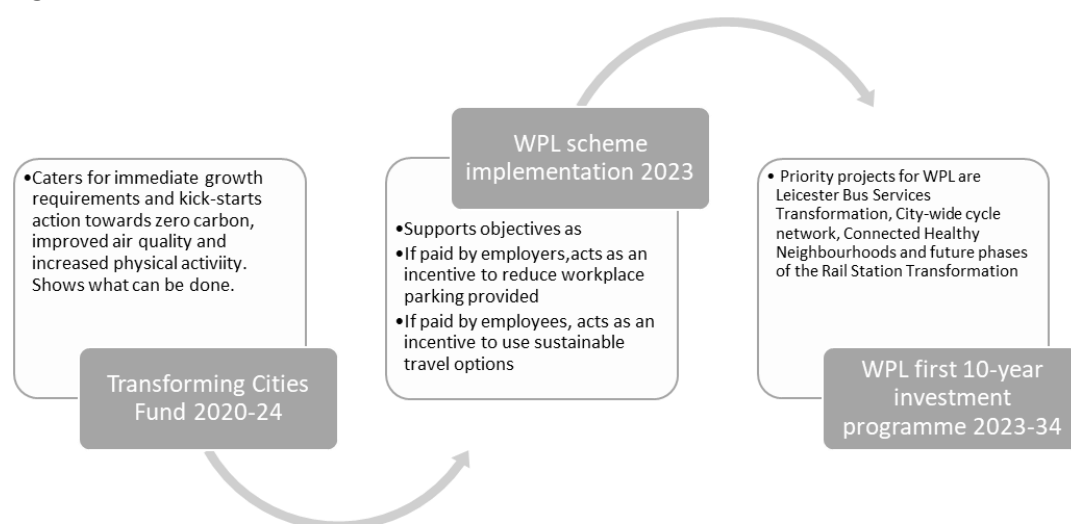 •Caters for immediate growth
requirements and kick-starts
action towards zero carbon,
improved air quality and
increased physical activiity.
Shows what can be done.
Transforming Cities
Fund 2020-24
WPL scheme
implementation 2023
•Supports objectives as
•If paid by employers,acts as an
incentive to reduce workplace
parking provided
•If paid by employees, acts as an
incentive to use sustainable
travel options
• Priority projects for WPL are
Leicester Bus Services
Transformation, City-wide cycle
network, Connected Healthy
Neighbourhoods and future phases
of the Rail Station Transformation
WPL first 10-year
investment
programme 2023-34